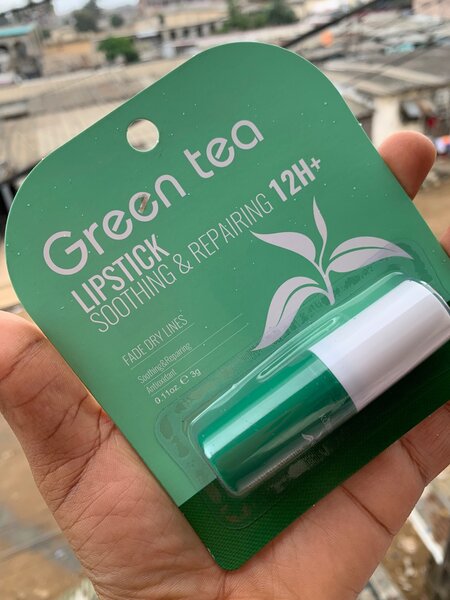 Green tea
LIPSTICK
SOOTHING & REPAIRING 12H+
FADE DRY LINES
Soothing&Repairing
Antioxidant
0.11oz ℮ 3g